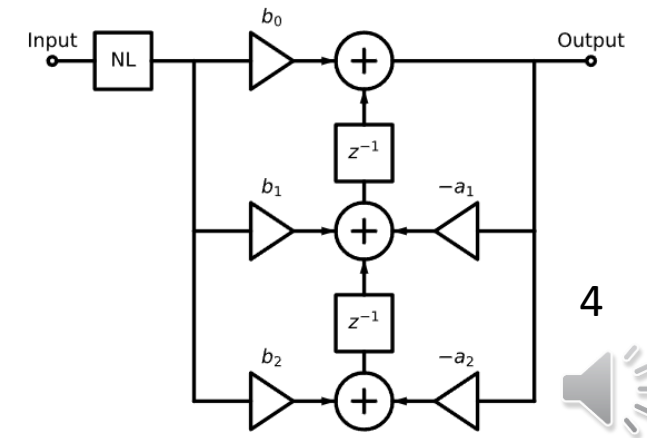 b₀
Input
NL
+
Output
z⁻¹
b₁
+
−a₁
4
z⁻¹
b₂
+
−a₂